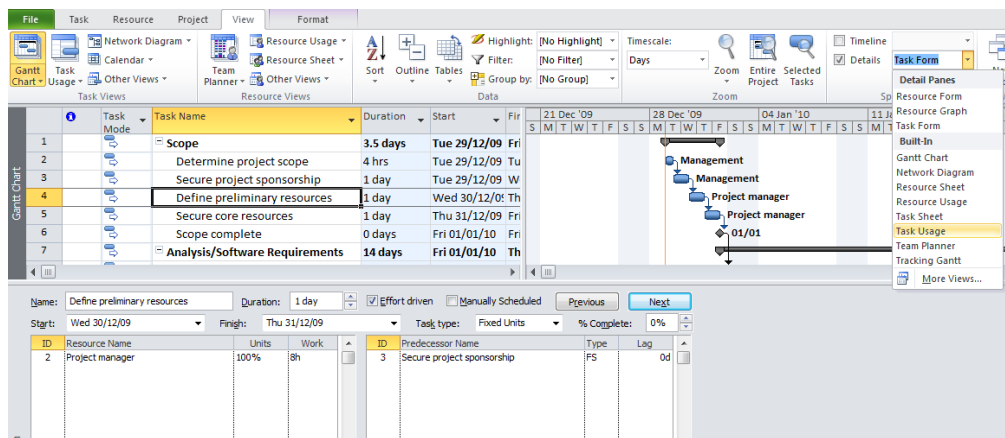 File Task Resource Project View Format
Network Diagram Resource Usage Highlight: [No Highlight] Timescale: Timeline
Calendar Resource Sheet Filter: [No Filter] Days Details Task Form
Gantt Chart Task Usage Other Views Team Planner Other Views Sort Outline Tables Group by: [No Group] Zoom Entire Project Selected Tasks
Task Views Resource Views Data Zoom Sp
Detail Panes
Resource Form
Resource Graph
Task Form
Built-In
Gantt Chart
Network Diagram
Resource Sheet
Resource Usage
Task Sheet
Task Usage
Team Planner
Tracking Gantt
More Views...
Gantt Chart
Task Mode Task Name Duration Start Fir 21 Dec '09 28 Dec '09 04 Jan '10 11 Ja
S M T W T F S S M T W T F S S M T W T F S S M T
1 Scope 3.5 days Tue 29/12/09 Fri
2 Determine project scope 4 hrs Tue 29/12/09 Tu Management
3 Secure project sponsorship 1 day Tue 29/12/09 W Management
4 Define preliminary resources 1 day Wed 30/12/0 Th Project manager
5 Secure core resources 1 day Thu 31/12/09 Fri Project manager
6 Scope complete 0 days Fri 01/01/10 Fri 01/01
7 Analysis/Software Requirements 14 days Fri 01/01/10 Th
Name: Define preliminary resources Duration: 1 day Effort driven Manually Scheduled Previous Next
Start: Wed 30/12/09 Finish: Thu 31/12/09 Task type: Fixed Units % Complete: 0%
ID Resource Name Units Work ID Predecessor Name Type Lag
2 Project manager 100% 8h 3 Secure project sponsorship FS 0d